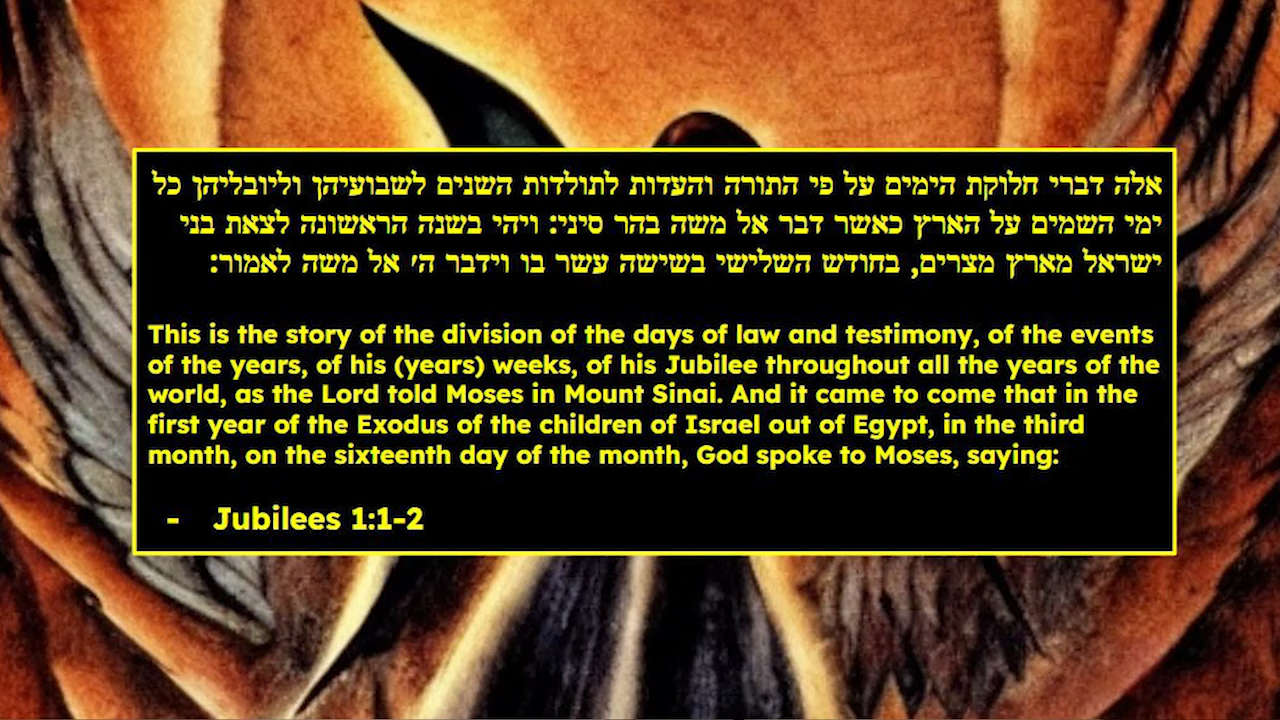 אלה דברי חלוקת הימים על פי התורה והעדות לתולדות השנים לשבועיהן וליובליהן כל
ימי השמים על הארץ כאשר דבר אל משה בהר סיני: ויהי בשנה הראשונה לצאת בני
ישראל מארץ מצרים, בחודש השלישי בשישה עשר בו וידבר ה׳ אל משה לאמור:
This is the story of the division of the days of law and testimony, of the events
of the years, of his (years) weeks, of his Jubilee throughout all the years of the
world, as the Lord told Moses in Mount Sinai. And it came to come that in the
first year of the Exodus of the children of Israel out of Egypt, in the third
month, on the sixteenth day of the month, God spoke to Moses, saying:
- Jubilees 1:1-2